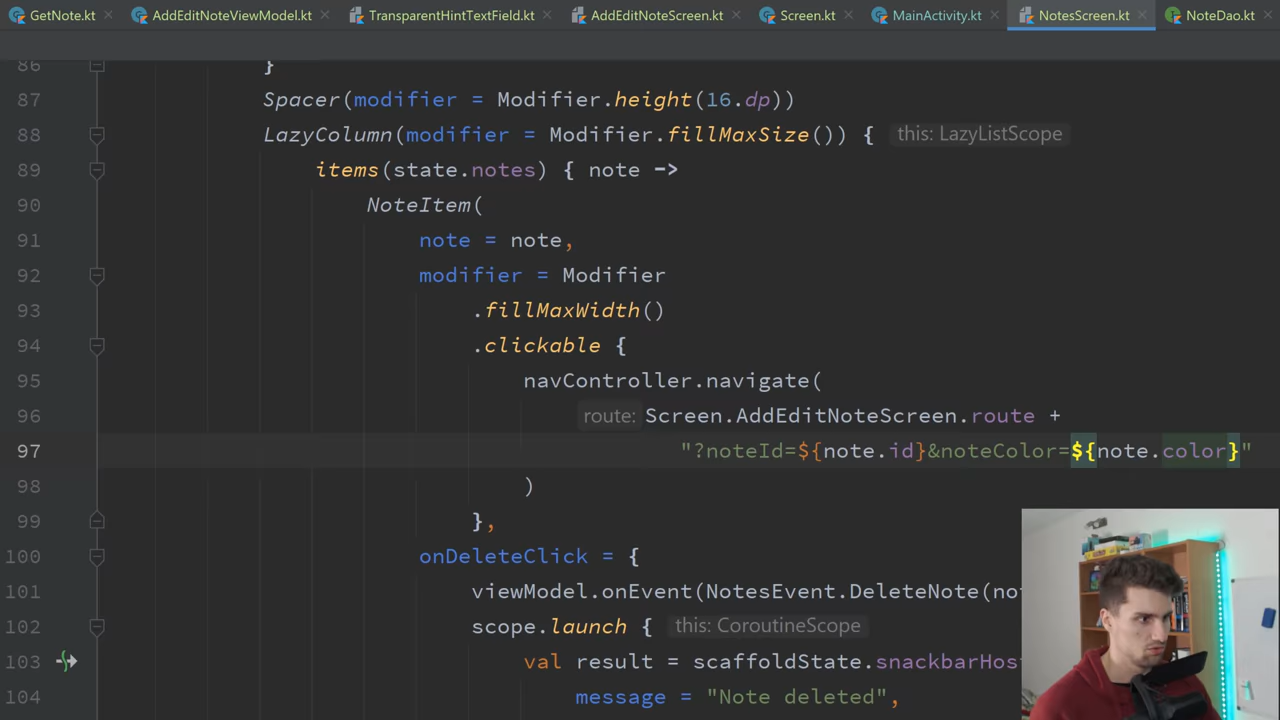 GetNote.kt AddEditNoteViewModel.kt TransparentHintTextField.kt AddEditNoteScreen.kt Screen.kt MainActivity.kt NotesScreen.kt NoteDao.kt
86 }
87 Spacer(modifier = Modifier.height(16.dp))
88 LazyColumn(modifier = Modifier.fillMaxSize()) { this: LazyListScope
89 items(state.notes) { note ->
90 NoteItem(
91 note = note,
92 modifier = Modifier
93 .fillMaxWidth()
94 .clickable {
95 navController.navigate(
96 route: Screen.AddEditNoteScreen.route +
97 "?noteId=${note.id}&noteColor=${note.color}"
98 )
99 },
100 onDeleteClick = {
101 viewModel.onEvent(NotesEvent.DeleteNote(no
102 scope.launch { this: CoroutineScope
103 val result = scaffoldState.snackbarHos
104 message = "Note deleted",